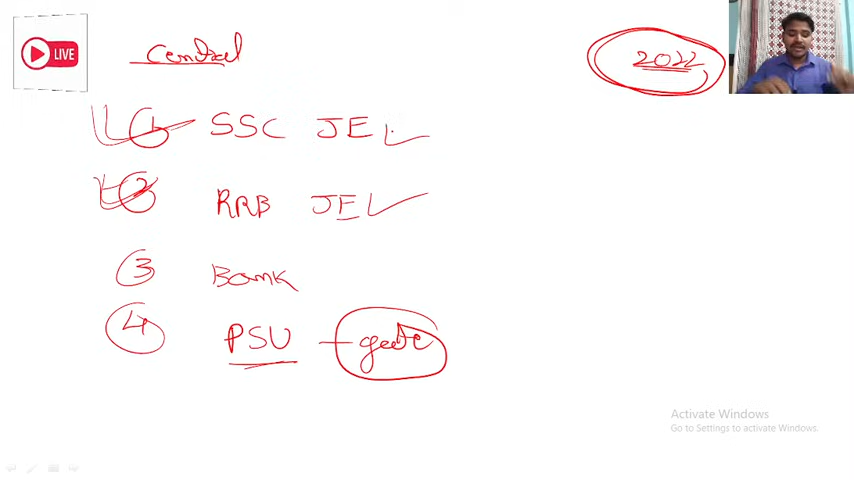 LIVE
central
2022
1 SSC JE
2 RRB JE
3 Bank
4 PSU - gate
Activate Windows
Go to Settings to activate Windows.